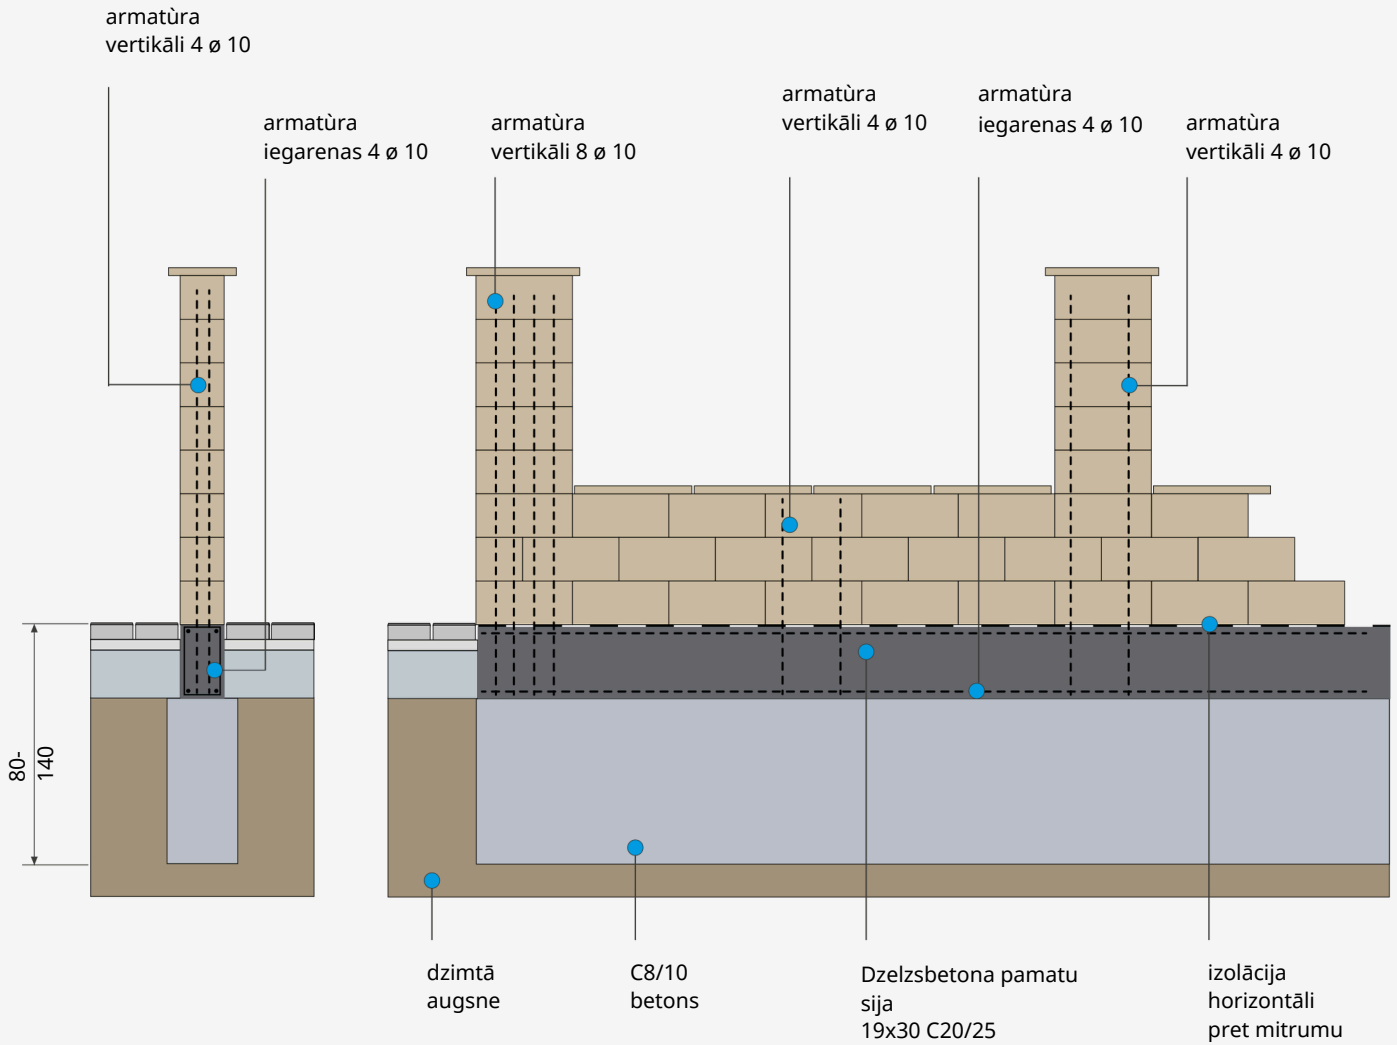 armatùra
vertikāli 4 ø 10
armatùra
iegarenas 4 ø 10
armatùra
vertikāli 8 ø 10
armatùra
vertikāli 4 ø 10
armatùra
iegarenas 4 ø 10
armatùra
vertikāli 4 ø 10
80-
140
dzimtā
augsne
C8/10
betons
Dzelzsbetona pamatu
sija
19x30 C20/25
izolācija
horizontāli
pret mitrumu